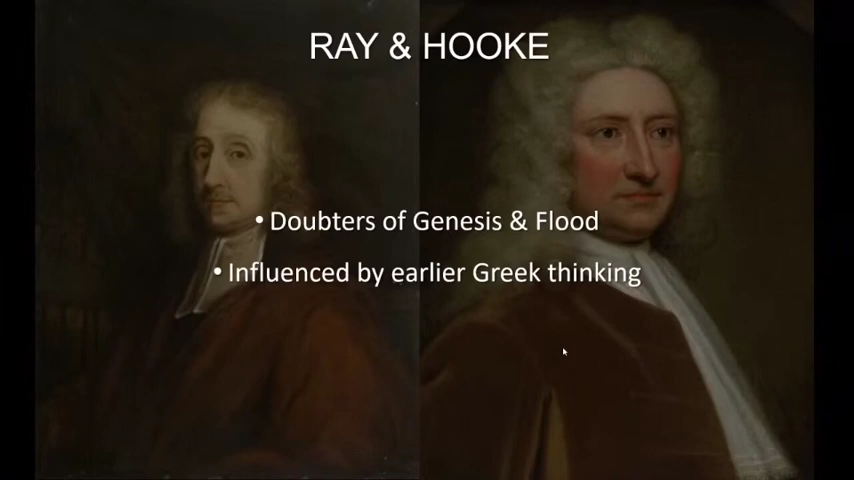 RAY & HOOKE
• Doubters of Genesis & Flood
• Influenced by earlier Greek thinking